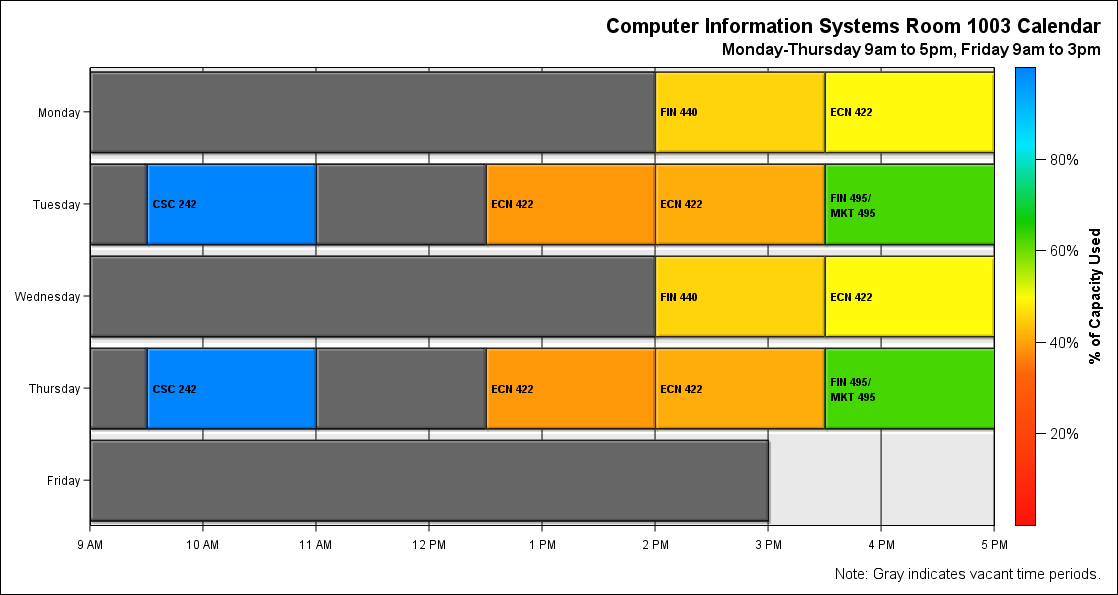 Computer Information Systems Room 1003 Calendar
Monday-Thursday 9am to 5pm, Friday 9am to 3pm
Monday
FIN 440
ECN 422
Tuesday
CSC 242
ECN 422
ECN 422
FIN 495/
MKT 495
Wednesday
FIN 440
ECN 422
Thursday
CSC 242
ECN 422
ECN 422
FIN 495/
MKT 495
Friday
9 AM
10 AM
11 AM
12 PM
1 PM
2 PM
3 PM
4 PM
5 PM
80%
60%
40%
20%
% of Capacity Used
Note: Gray indicates vacant time periods.